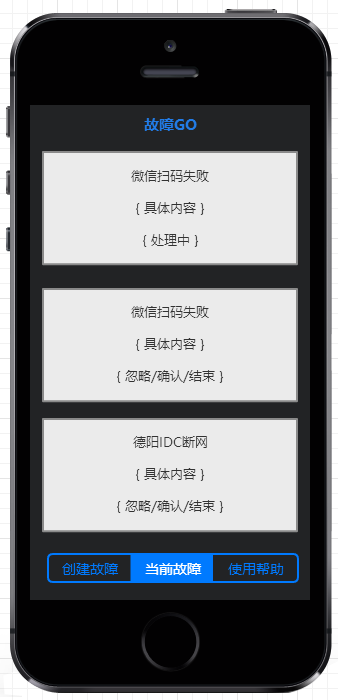 故障GO
微信扫码失败
{ 具体内容 }
{ 处理中 }
微信扫码失败
{ 具体内容 }
{ 忽略/确认/结束 }
德阳IDC断网
{ 具体内容 }
{ 忽略/确认/结束 }
创建故障 当前故障 使用帮助